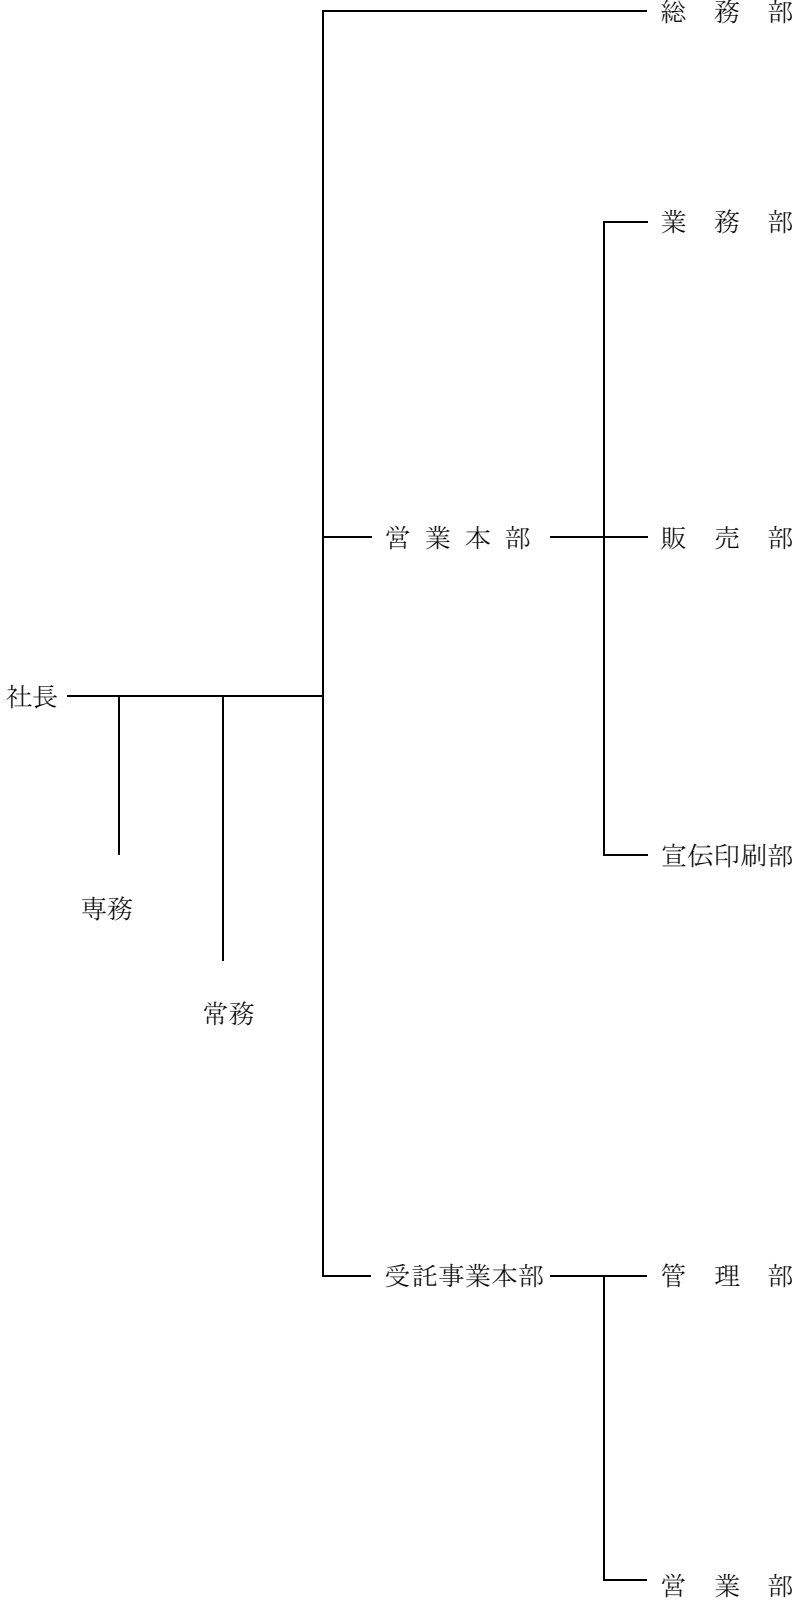 総務部
業務部
営業本部
販売部
社長
宣伝印刷部
専務
常務
受託事業本部
管理部
営業部